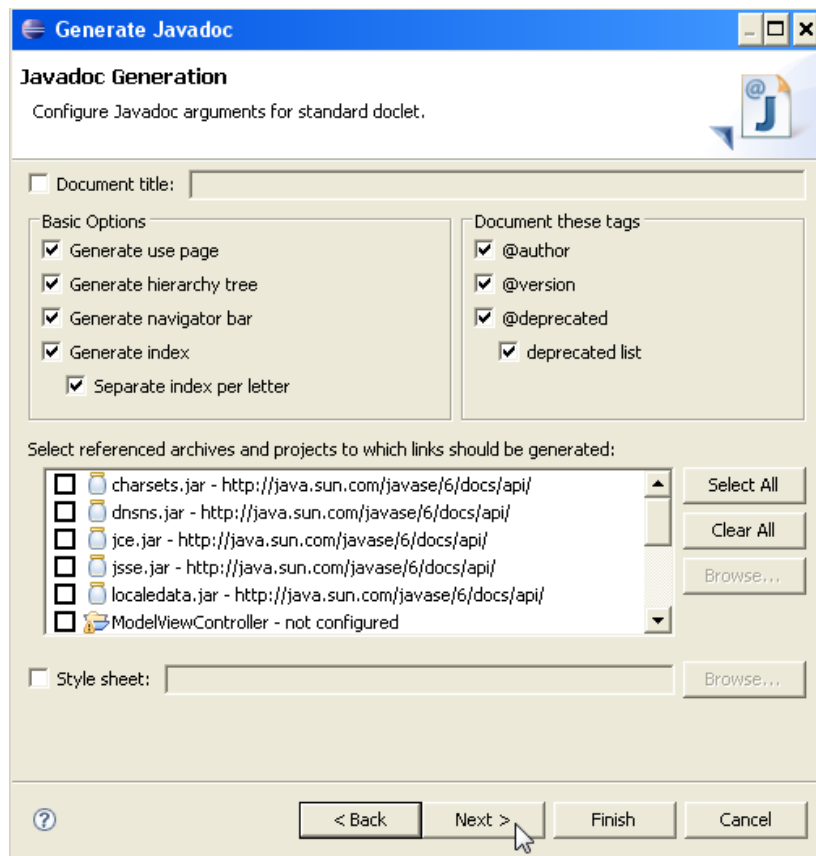 Generate Javadoc
Javadoc Generation
Configure Javadoc arguments for standard doclet.
@
J
Document title:
Basic Options
Generate use page
Generate hierarchy tree
Generate navigator bar
Generate index
Separate index per letter
Document these tags
@author
@version
@deprecated
deprecated list
Select referenced archives and projects to which links should be generated:
charsets.jar - http://java.sun.com/javase/6/docs/api/
dnsns.jar - http://java.sun.com/javase/6/docs/api/
jce.jar - http://java.sun.com/javase/6/docs/api/
jsse.jar - http://java.sun.com/javase/6/docs/api/
localedata.jar - http://java.sun.com/javase/6/docs/api/
ModelViewController - not configured
Select All
Clear All
Browse...
Style sheet:
Browse...
?
< Back
Next >
Finish
Cancel